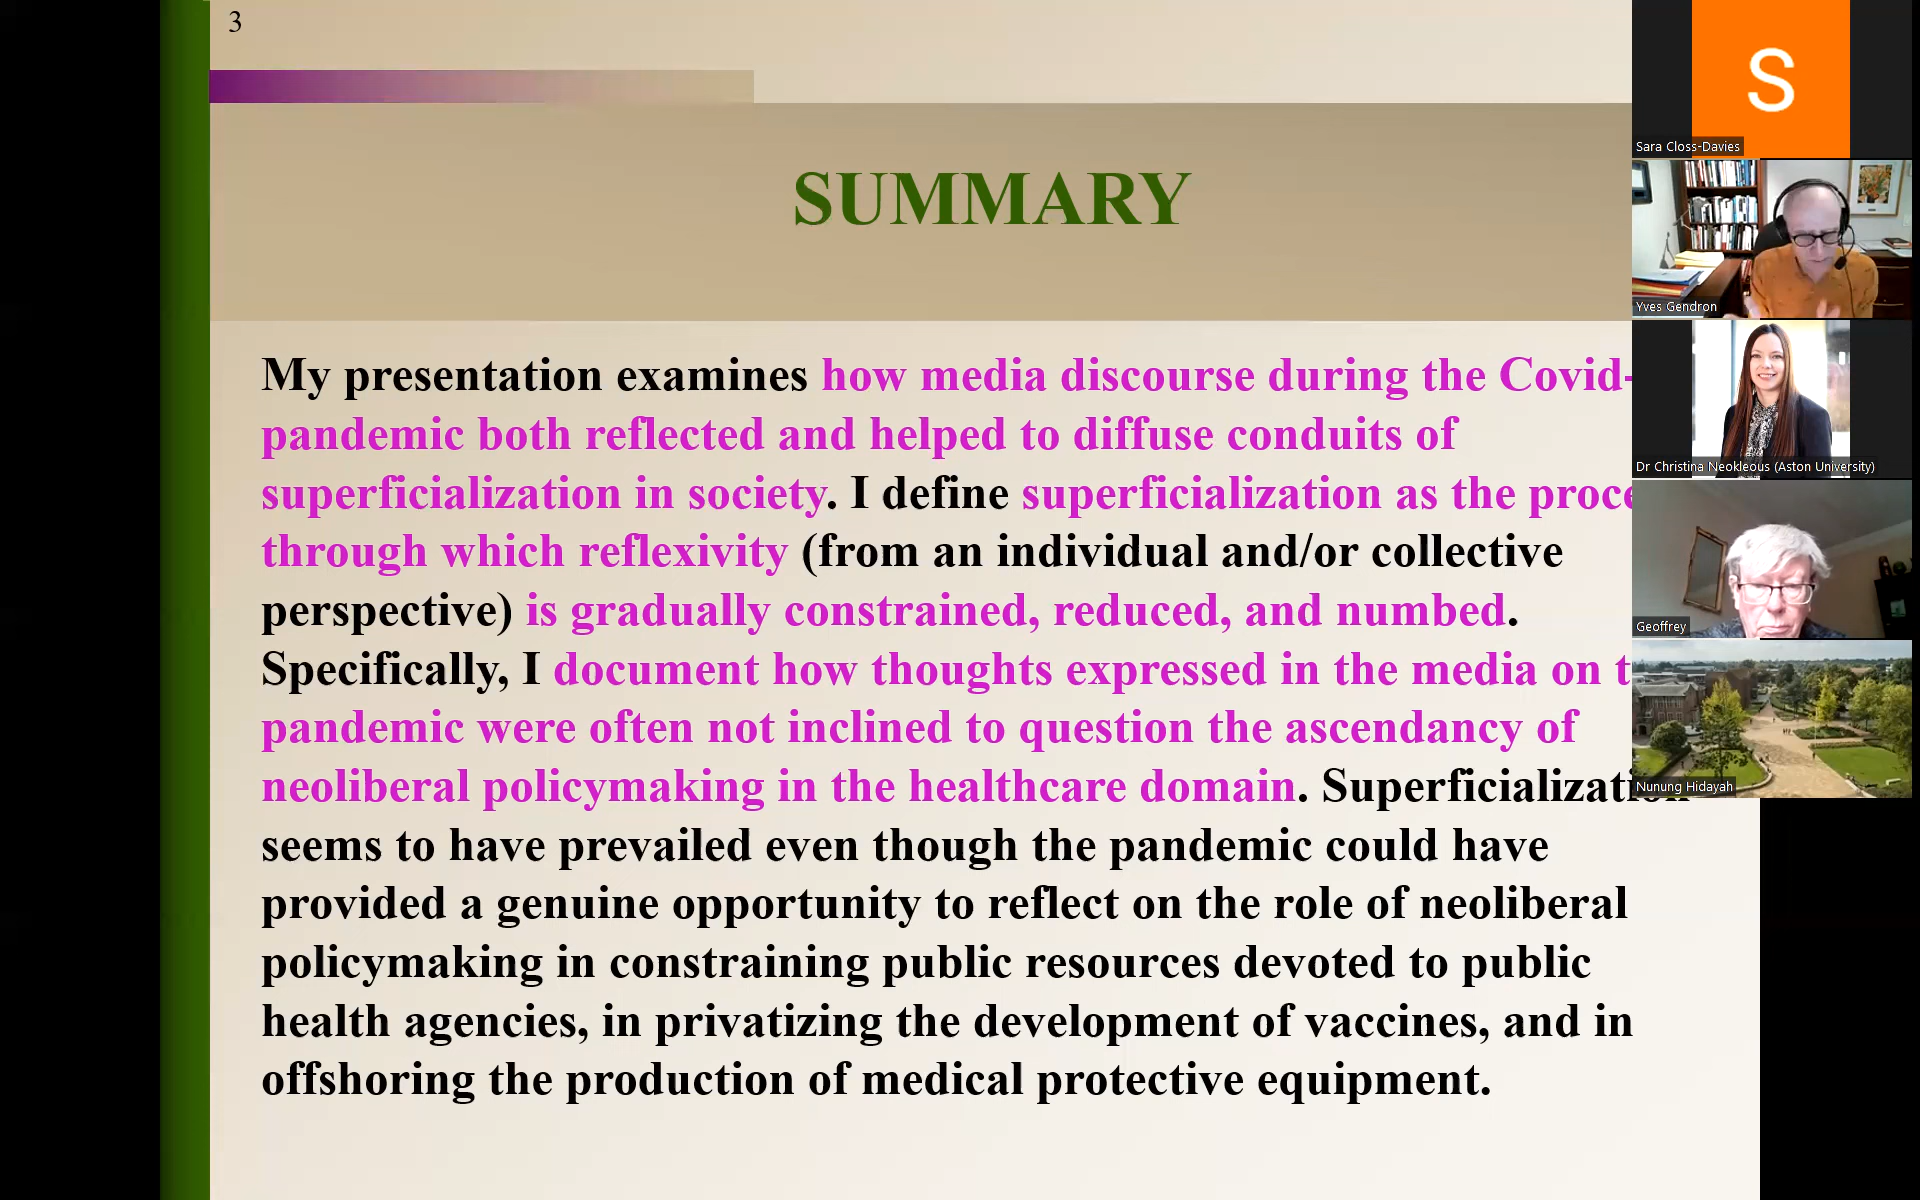 3
SUMMARY
My presentation examines how media discourse during the Covid-
pandemic both reflected and helped to diffuse conduits of
superficialization in society. I define superficialization as the
through which reflexivity (from an individual and/or collective
perspective) is gradually constrained, reduced, and numbed.
Specifically, I document how thoughts expressed in the media on
pandemic were often not inclined to question the ascendancy of
neoliberal policymaking in the healthcare domain. Superficialization
seems to have prevailed even though the pandemic could have
provided a genuine opportunity to reflect on the role of neoliberal
policymaking in constraining public resources devoted to public
health agencies, in privatizing the development of vaccines, and in
offshoring the production of medical protective equipment.
S
Sara Closs-Davies
Yves Gendron
Dr Christina Neokleous (Aston University)
Geoffrey
Nunung Hidayah